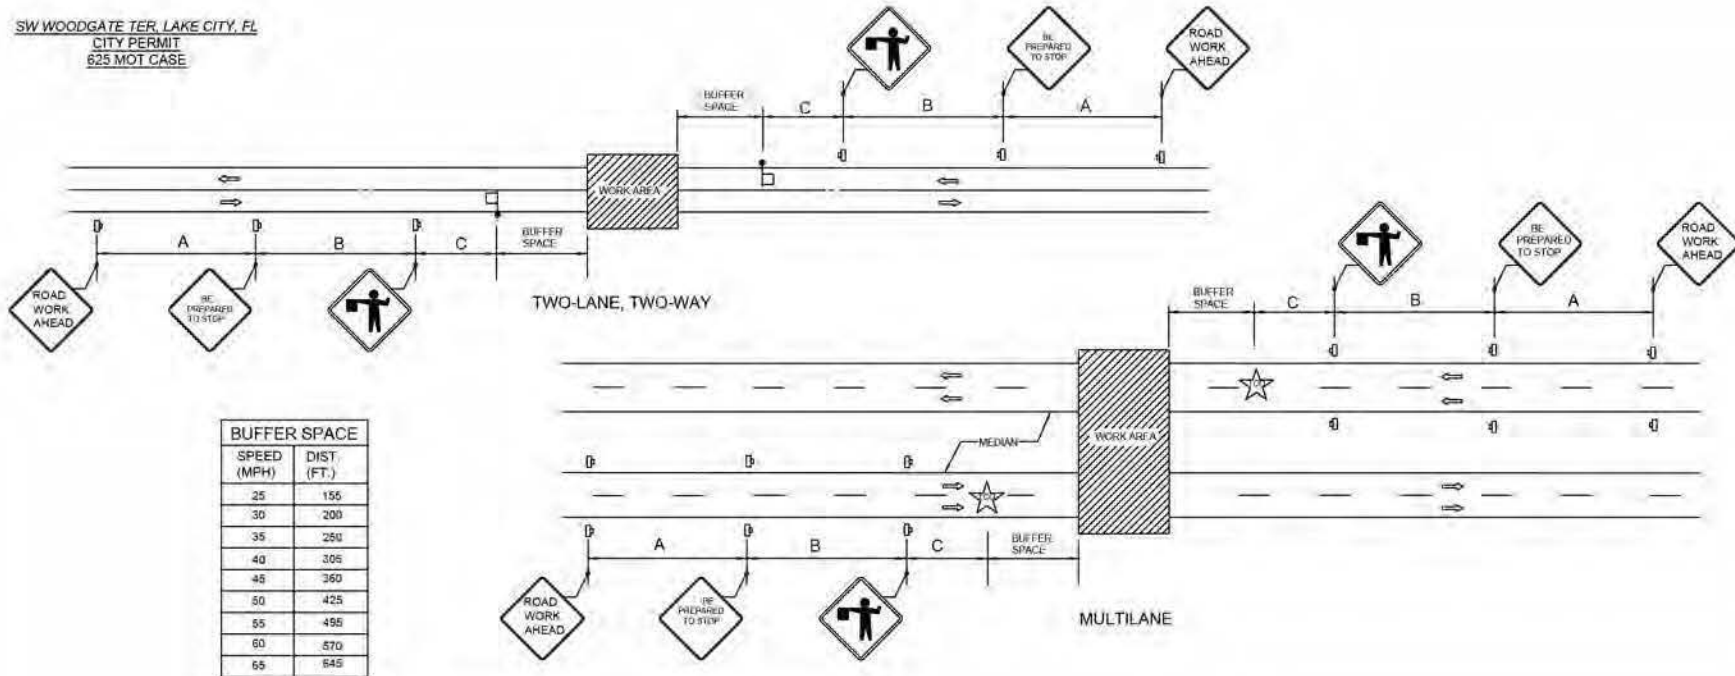 SW WOODGATE TER, LAKE CITY, FL
CITY PERMIT
625 MOT CASE
BE
PREPARED
TO STOP
ROAD
WORK
AHEAD
BUFFER
SPACE
C
B
A
WORK AREA
A
B
C
BUFFER
SPACE
ROAD
WORK
AHEAD
BE
PREPARED
TO STOP
TWO-LANE, TWO-WAY
BE
PREPARED
TO STOP
ROAD
WORK
AHEAD
BUFFER
SPACE
C
B
A
MEDIAN
WORK AREA
A
B
C
BUFFER
SPACE
ROAD
WORK
AHEAD
BE
PREPARED
TO STOP
MULTILANE
BUFFER SPACE
SPEED (MPH) DIST. (FT.)
25 155
30 200
35 250
40 305
45 360
50 425
55 495
60 570
65 645